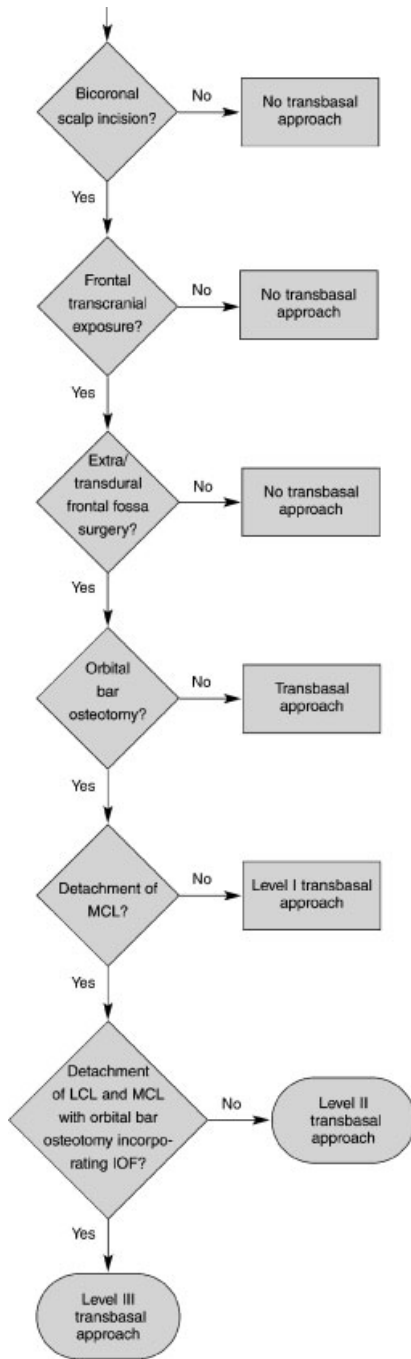 Bicoronal
scalp incision?
No
No transbasal
approach
Yes
Frontal
transcranial
exposure?
No
No transbasal
approach
Yes
Extra/
transdural
frontal fossa
surgery?
No
No transbasal
approach
Yes
Orbital
bar
osteotomy?
No
Transbasal
approach
Yes
Detachment of
MCL?
No
Level I transbasal
approach
Yes
Detachment
of LCL and MCL
with orbital bar
osteotomy incorpo-
rating IOF?
No
Level II
transbasal
approach
Yes
Level III
transbasal
approach